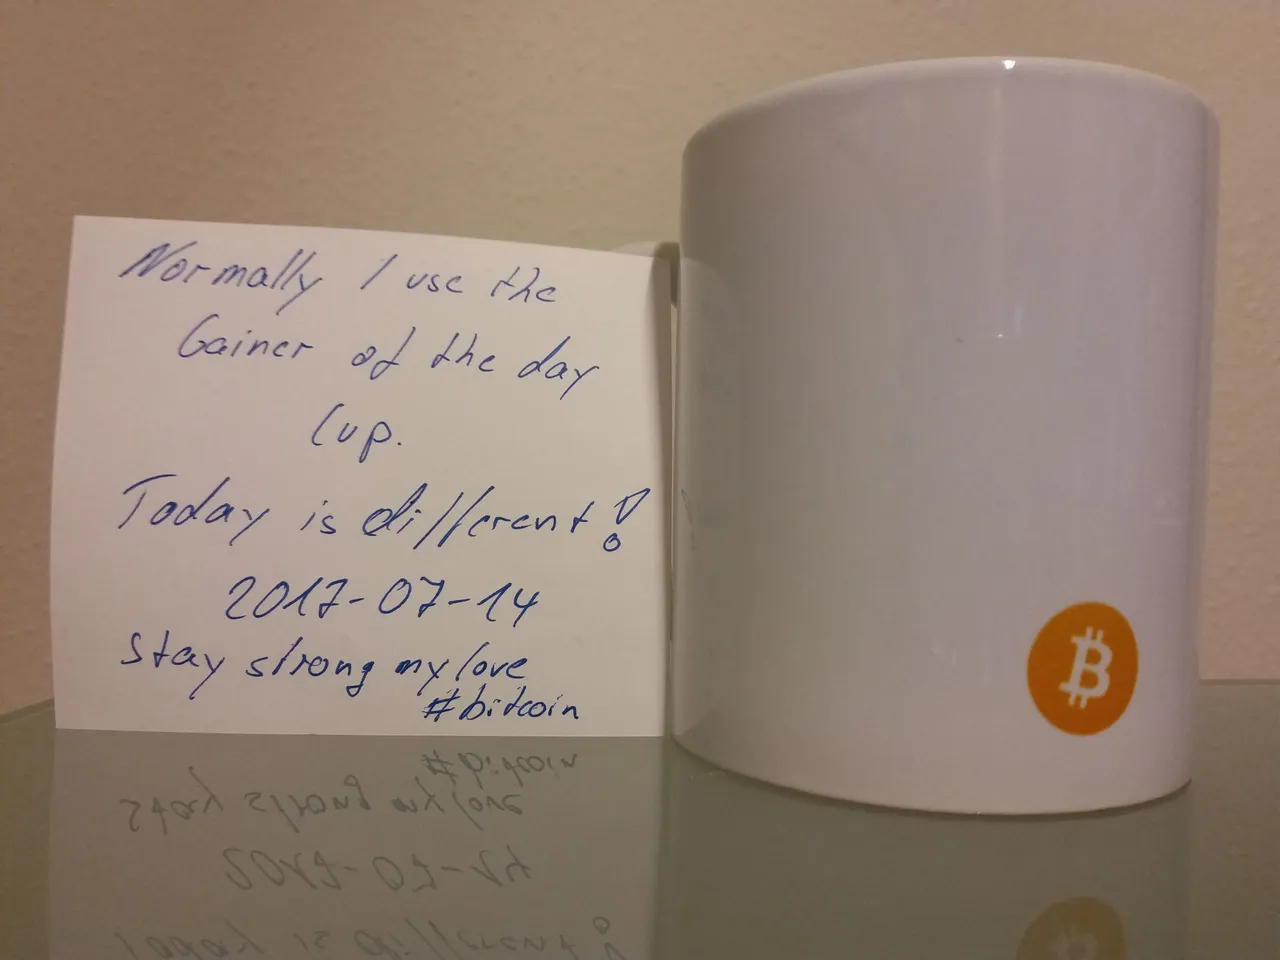 Normally I use the
Gainer of the day
Cup.
Today is different!
2017-07-14
Stay strong my love
#bitcoin